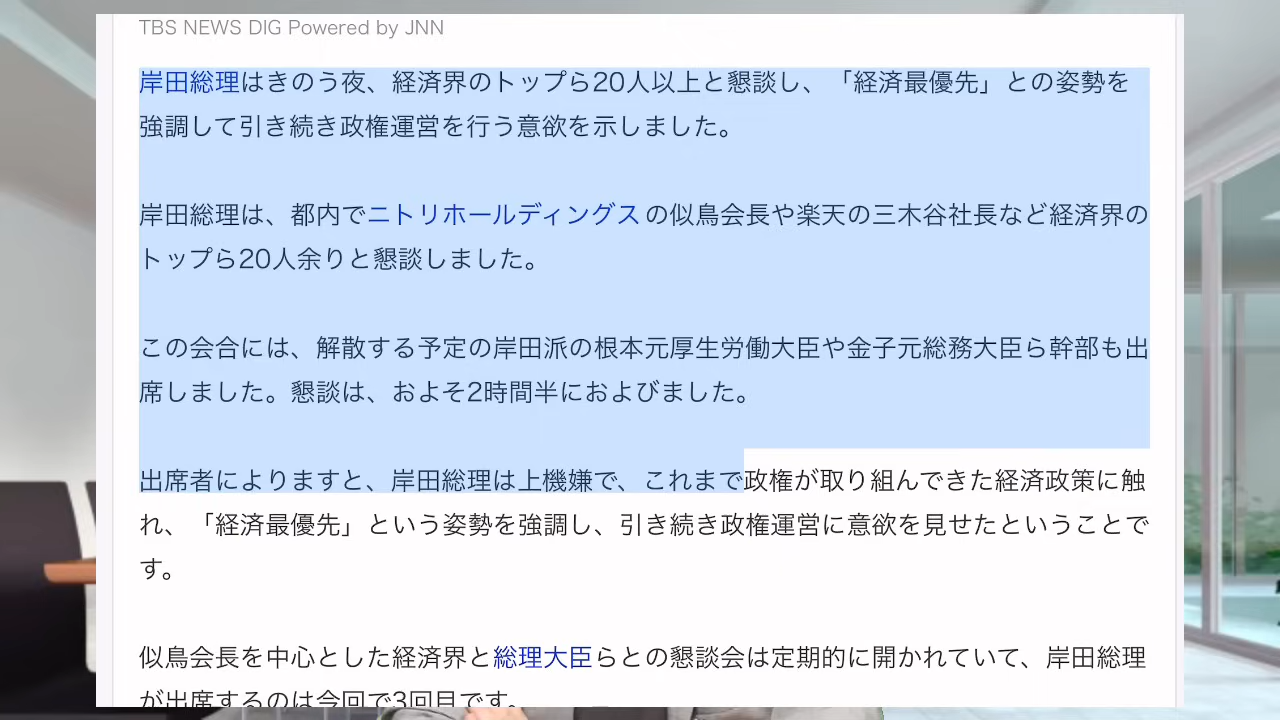 TBS NEWS DIG Powered by JNN
岸田総理はきのう夜、経済界のトップら20人以上と懇談し、「経済最優先」との姿勢を
強調して引き続き政権運営を行う意欲を示しました。
岸田総理は、都内でニトリホールディングスの似鳥会長や楽天の三木谷社長など経済界の
トップら20人余りと懇談しました。
この会合には、解散する予定の岸田派の根本元厚生労働大臣や金子元総務大臣ら幹部も出
席しました。懇談は、およそ2時間半におよびました。
出席者によりますと、岸田総理は上機嫌で、これまで政権が取り組んできた経済政策に触
れ、「経済最優先」という姿勢を強調し、引き続き政権運営に意欲を見せたということで
す。
似鳥会長を中心とした経済界と総理大臣らとの懇談会は定期的に開かれていて、岸田総理
が出席するのは今回で3回目です。